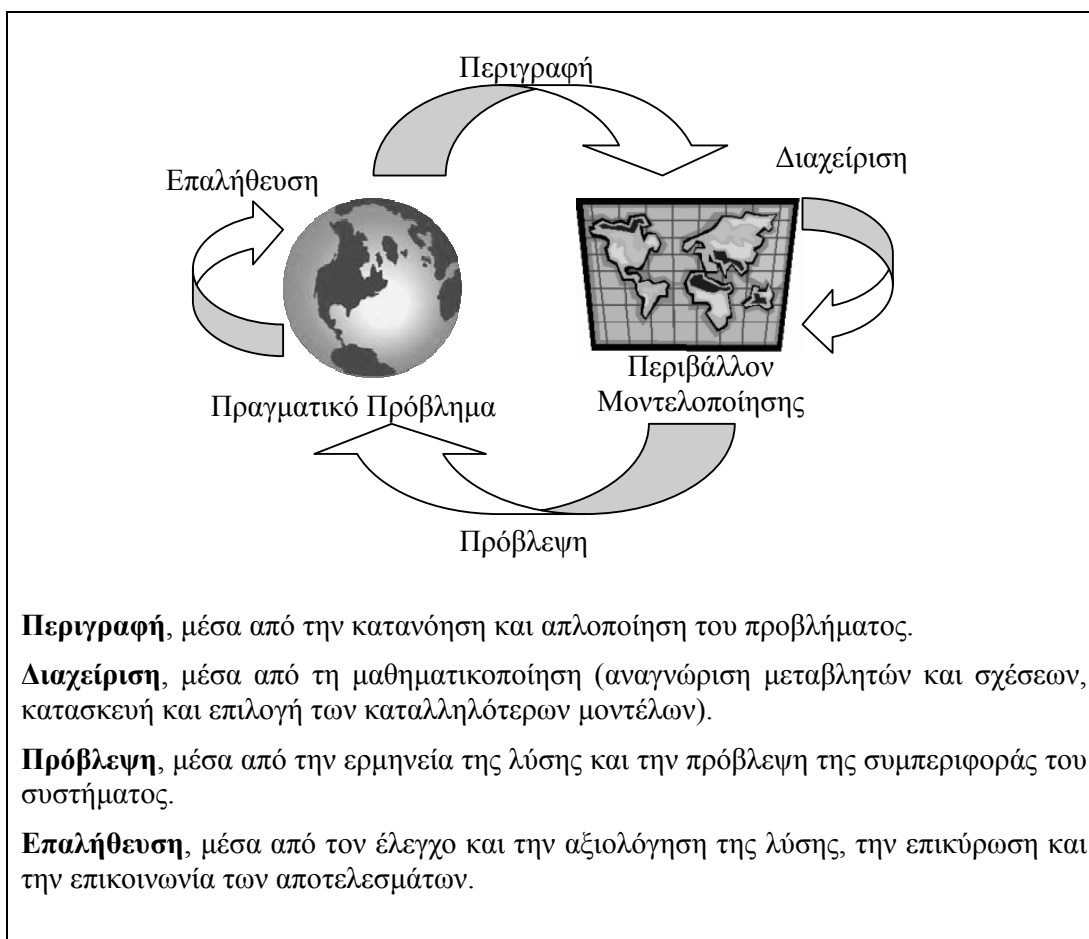 Περιγραφή
Διαχείριση
Επαλήθευση
Περιβάλλον
Μοντελοποίησης
Πραγματικό Πρόβλημα
Πρόβλεψη
Περιγραφή, μέσα από την κατανόηση και απλοποίηση του προβλήματος.
Διαχείριση, μέσα από τη μαθηματικοποίηση (αναγνώριση μεταβλητών και σχέσεων,
κατασκευή και επιλογή των καταλληλότερων μοντέλων).
Πρόβλεψη, μέσα από την ερμηνεία της λύσης και την πρόβλεψη της συμπεριφοράς του
συστήματος.
Επαλήθευση, μέσα από τον έλεγχο και την αξιολόγηση της λύσης, την επικύρωση και
την επικοινωνία των αποτελεσμάτων.